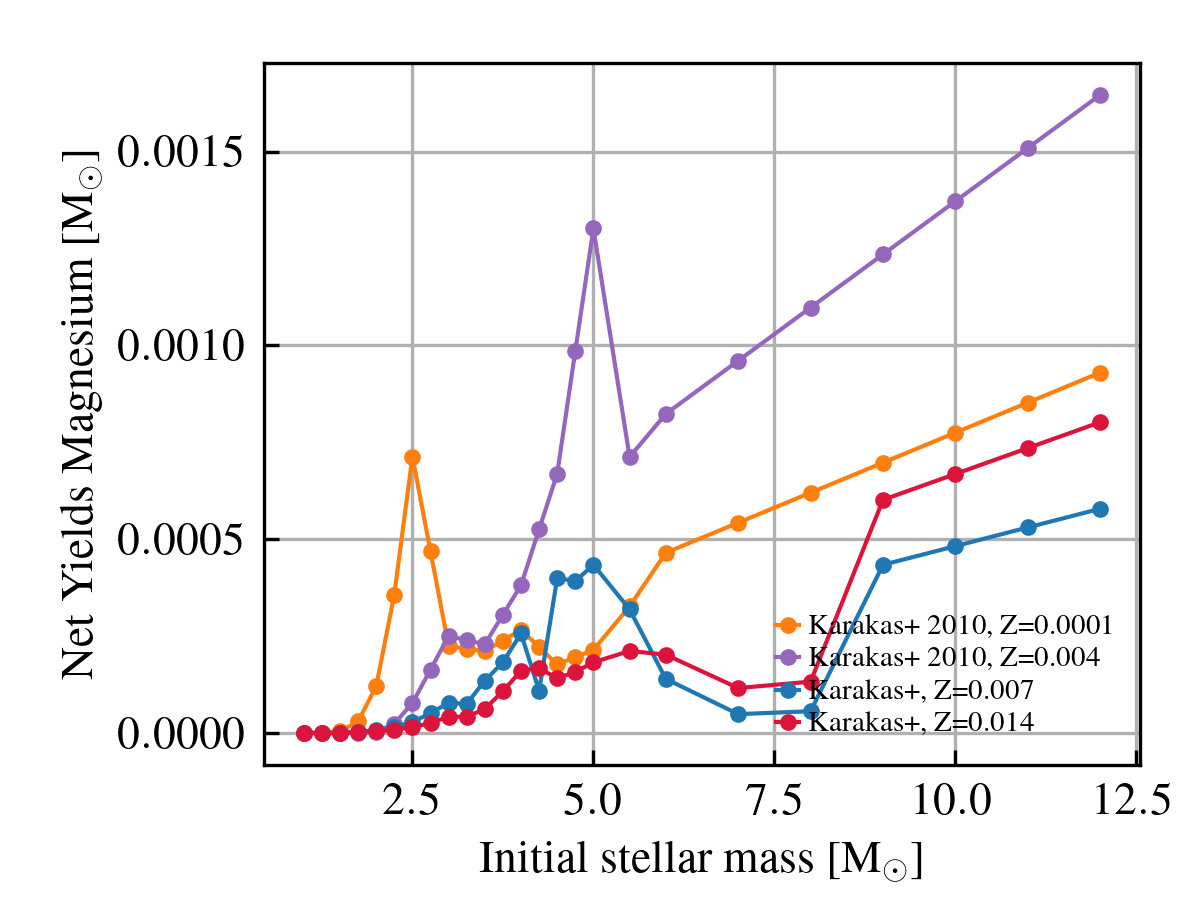 0.0015
0.0010
0.0005
0.0000
Net Yields Magnesium [M☉]
Karakas+ 2010, Z=0.0001
Karakas+ 2010, Z=0.004
Karakas+, Z=0.007
Karakas+, Z=0.014
2.5 5.0 7.5 10.0 12.5
Initial stellar mass [M☉]